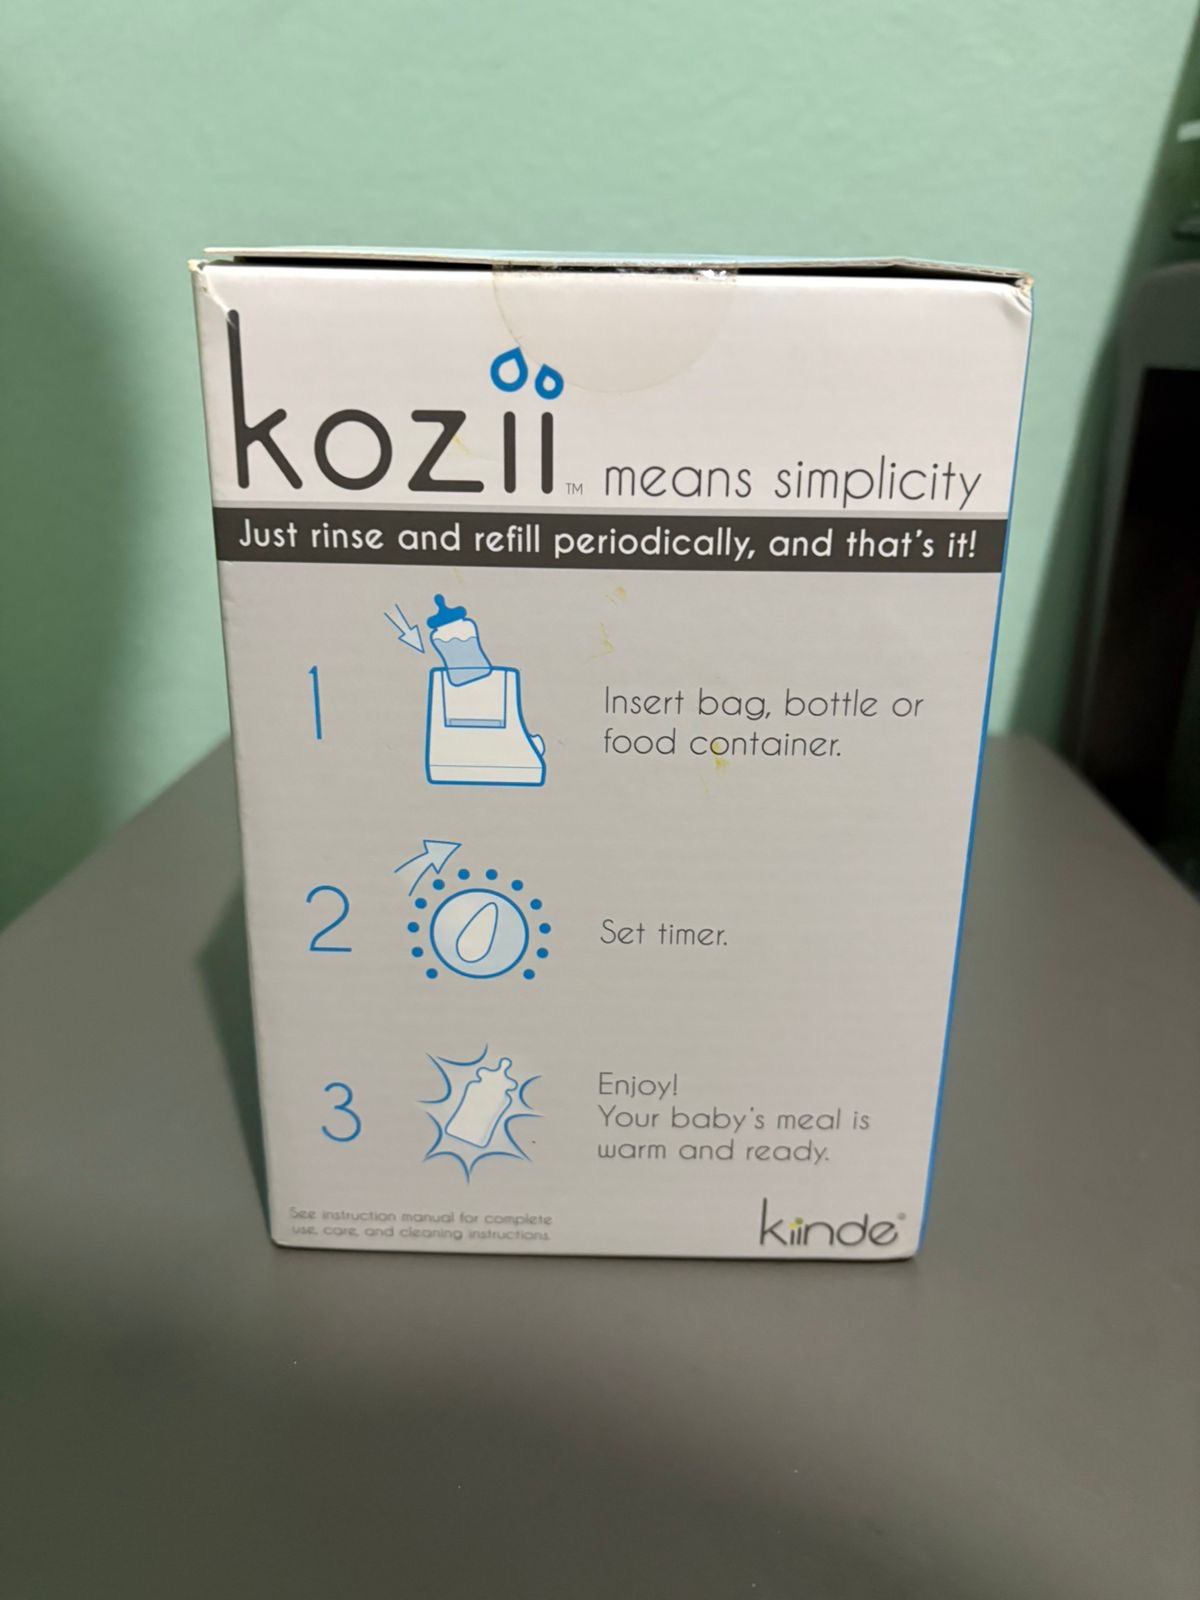 kozii™ means simplicity
Just rinse and refill periodically, and that's it!
1
Insert bag, bottle or
food container.
2
Set timer.
3
Enjoy!
Your baby's meal is
warm and ready.
See instruction manual for complete
use, care, and cleaning instructions.
kiinde®